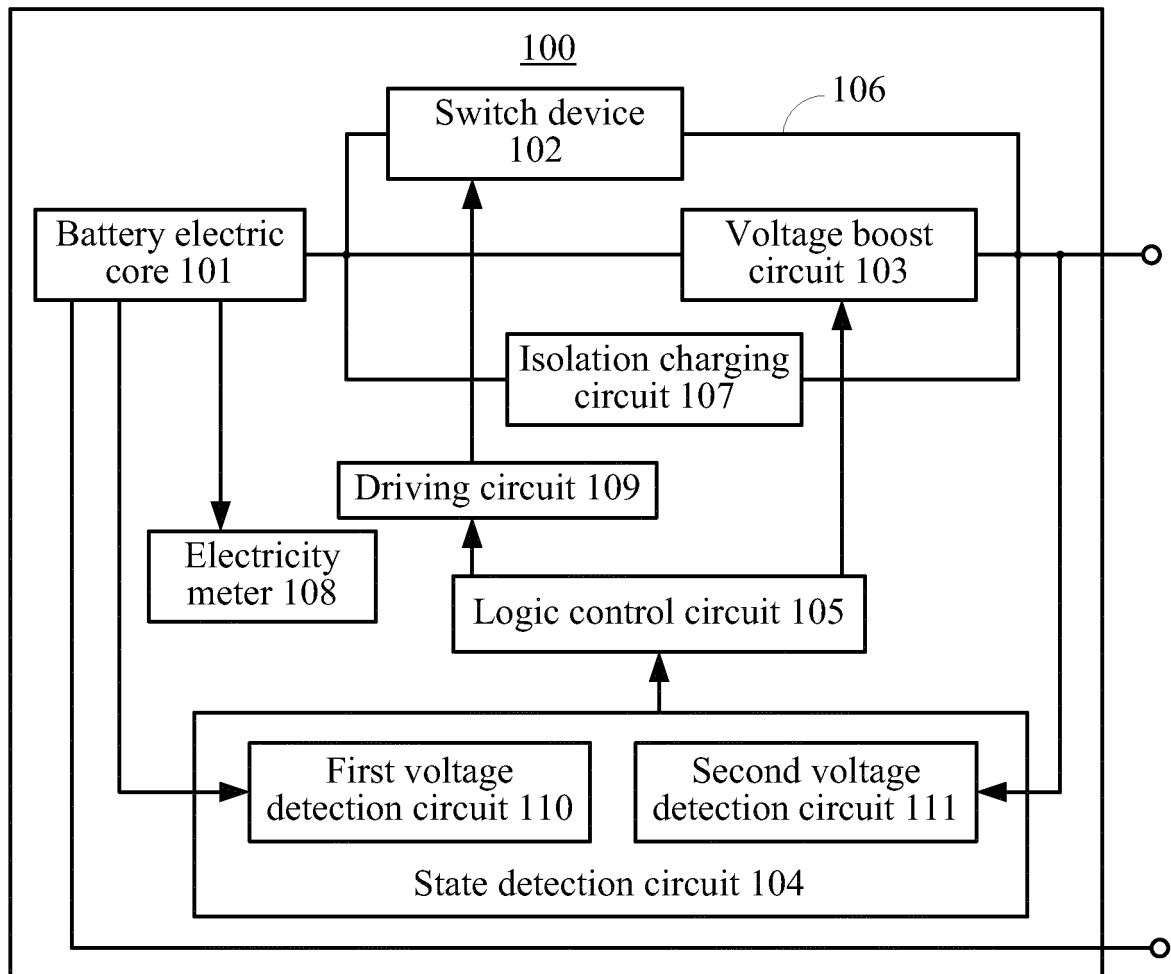 100
Switch device
102
106
Battery electric
core 101
Voltage boost
circuit 103
Isolation charging
circuit 107
Driving circuit 109
Electricity
meter 108
Logic control circuit 105
First voltage
detection circuit 110
Second voltage
detection circuit 111
State detection circuit 104